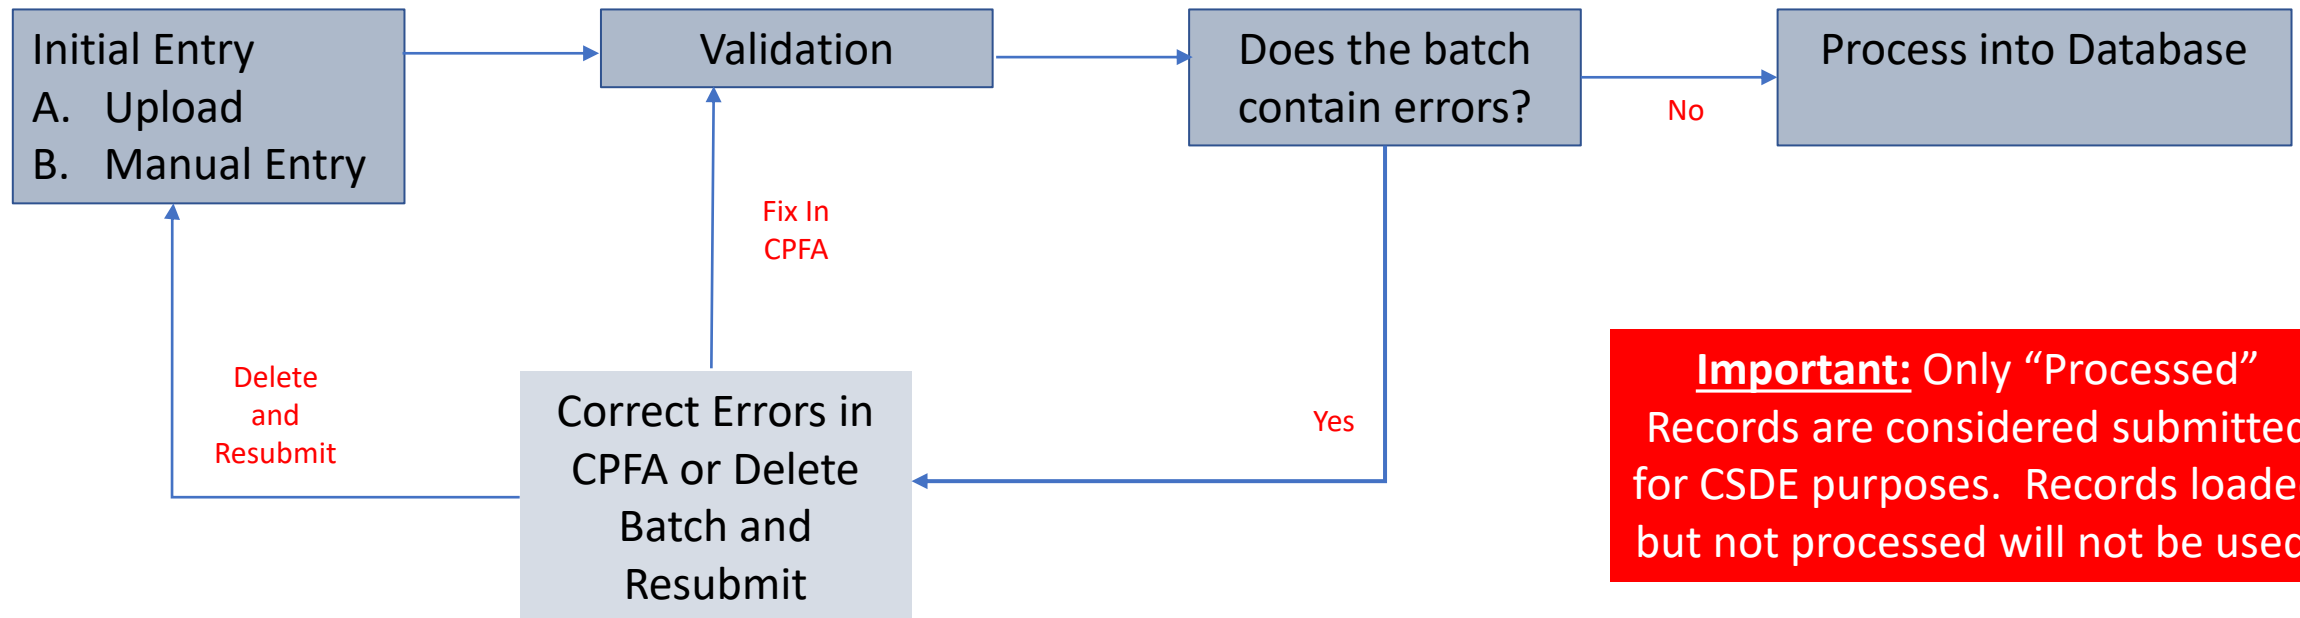 Initial Entry
A. Upload
B. Manual Entry
Validation
Does the batch
contain errors?
No
Process into Database
Fix In
CPFA
Delete
and
Resubmit
Correct Errors in
CPFA or Delete
Batch and
Resubmit
Yes
Important: Only “Processed”
Records are considered submitted
for CSDE purposes. Records loade
but not processed will not be used